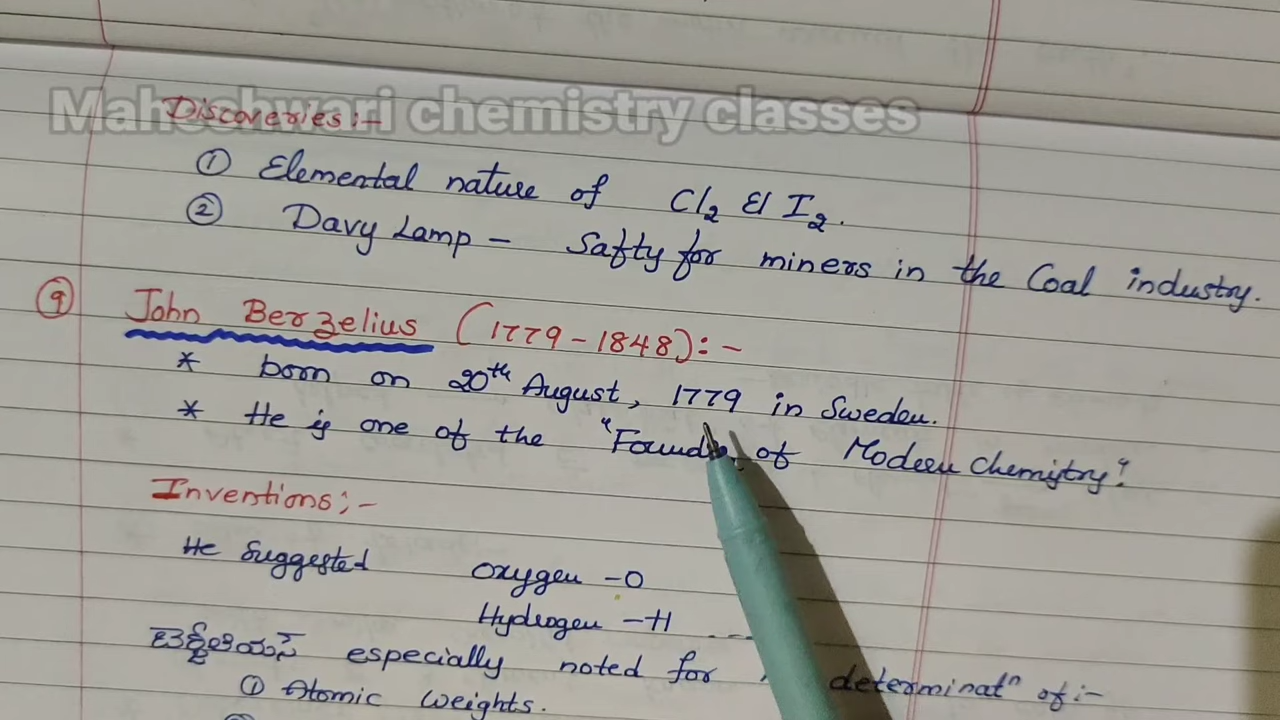 Maheshwari chemistry classes
Discoveries:-
① Elemental nature of Cl2 & I2.
② Davy Lamp - Safty for miners in the Coal industry.
⑨ John Berzelius (1779-1848):-
* born on 20th August, 1779 in Sweden.
* He is one of the "Founder of Modern Chemistry"
Inventions:-
He suggested Oxygen - O
Hydrogen - H ---
especially noted for determinatn of:-
① Atomic weights.